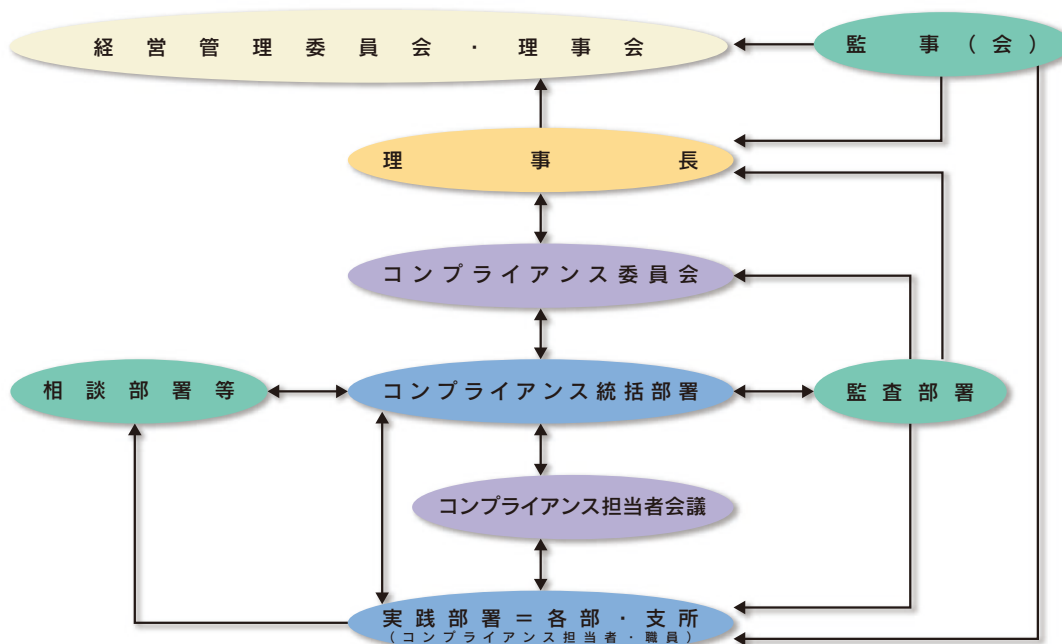 経営管理委員会・理事会
監事(会)
理事長
コンプライアンス委員会
相談部署等
コンプライアンス統括部署
監査部署
コンプライアンス担当者会議
実践部署＝各部・支所
(コンプライアンス担当者・職員)